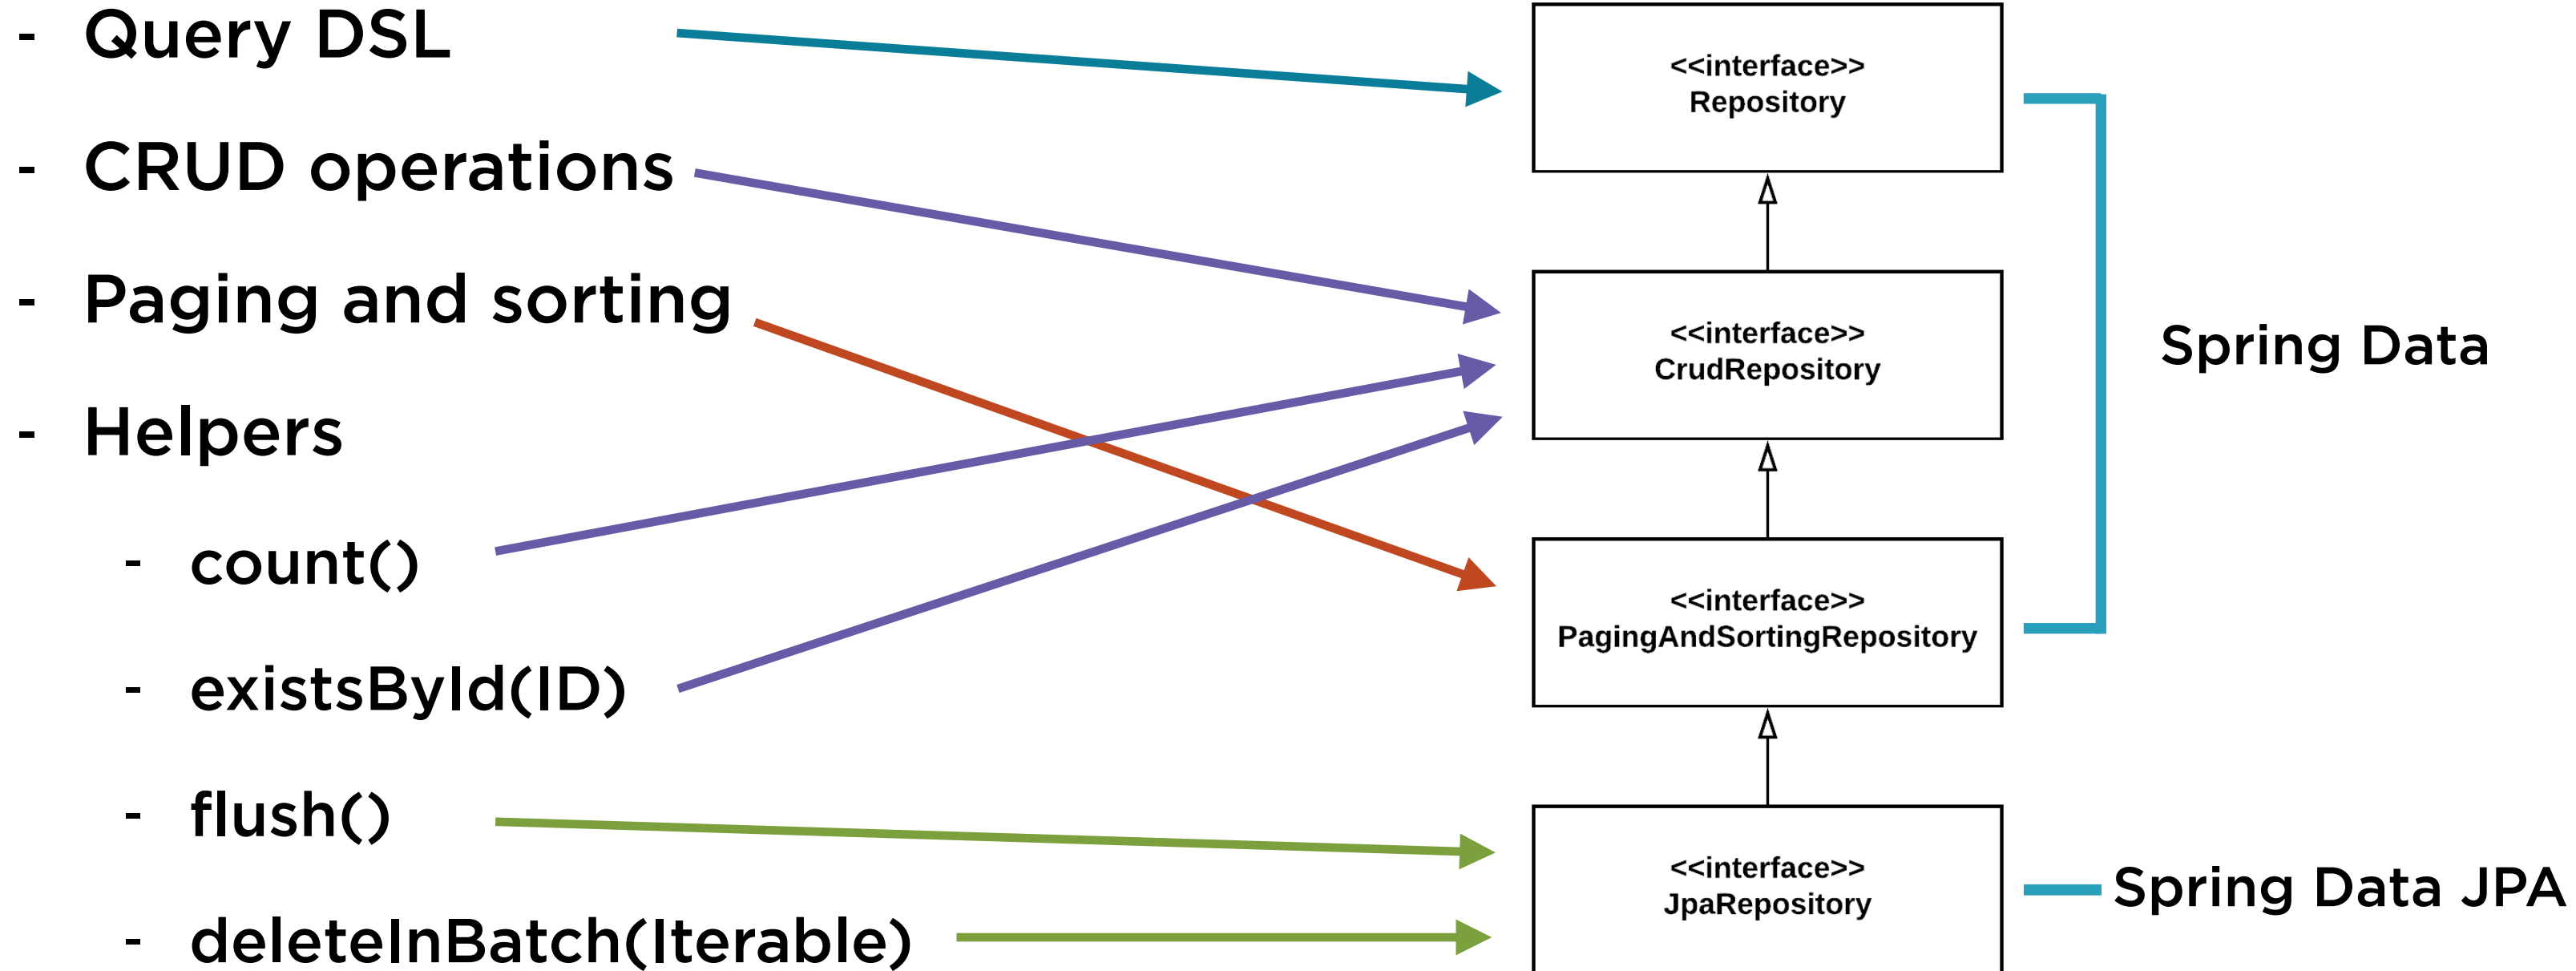 - Query DSL
- CRUD operations
- Paging and sorting
- Helpers
- count()
- existsById(ID)
- flush()
- deleteInBatch(Iterable)
<<interface>>
Repository
<<interface>>
CrudRepository
<<interface>>
PagingAndSortingRepository
<<interface>>
JpaRepository
Spring Data
Spring Data JPA